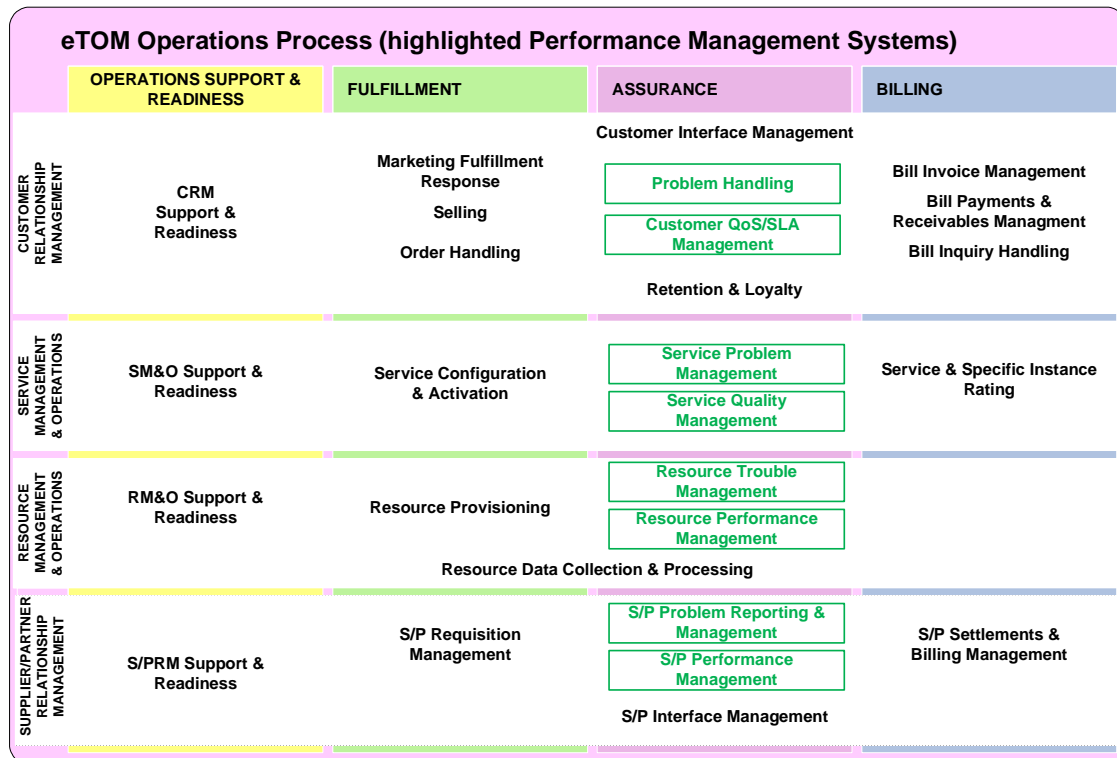 eTOM Operations Process (highlighted Performance Management Systems)
OPERATIONS SUPPORT &
READINESS
FULFILLMENT
ASSURANCE
BILLING
CUSTOMER
RELATIONSHIP
MANAGEMENT
CRM
Support &
Readiness
Marketing Fulfillment
Response
Selling
Order Handling
Customer Interface Management
Problem Handling
Customer QoS/SLA
Management
Retention & Loyalty
Bill Invoice Management
Bill Payments &
Receivables Managment
Bill Inquiry Handling
SERVICE
MANAGEMENT
& OPERATIONS
SM&O Support &
Readiness
Service Configuration
& Activation
Service Problem
Management
Service Quality
Management
Service & Specific Instance
Rating
RESOURCE
MANAGEMENT
& OPERATIONS
RM&O Support &
Readiness
Resource Provisioning
Resource Trouble
Management
Resource Performance
Management
Resource Data Collection & Processing
SUPPLIER/PARTNER
RELATIONSHIP
MANAGEMENT
S/PRM Support &
Readiness
S/P Requisition
Management
S/P Problem Reporting &
Management
S/P Performance
Management
S/P Interface Management
S/P Settlements &
Billing Management